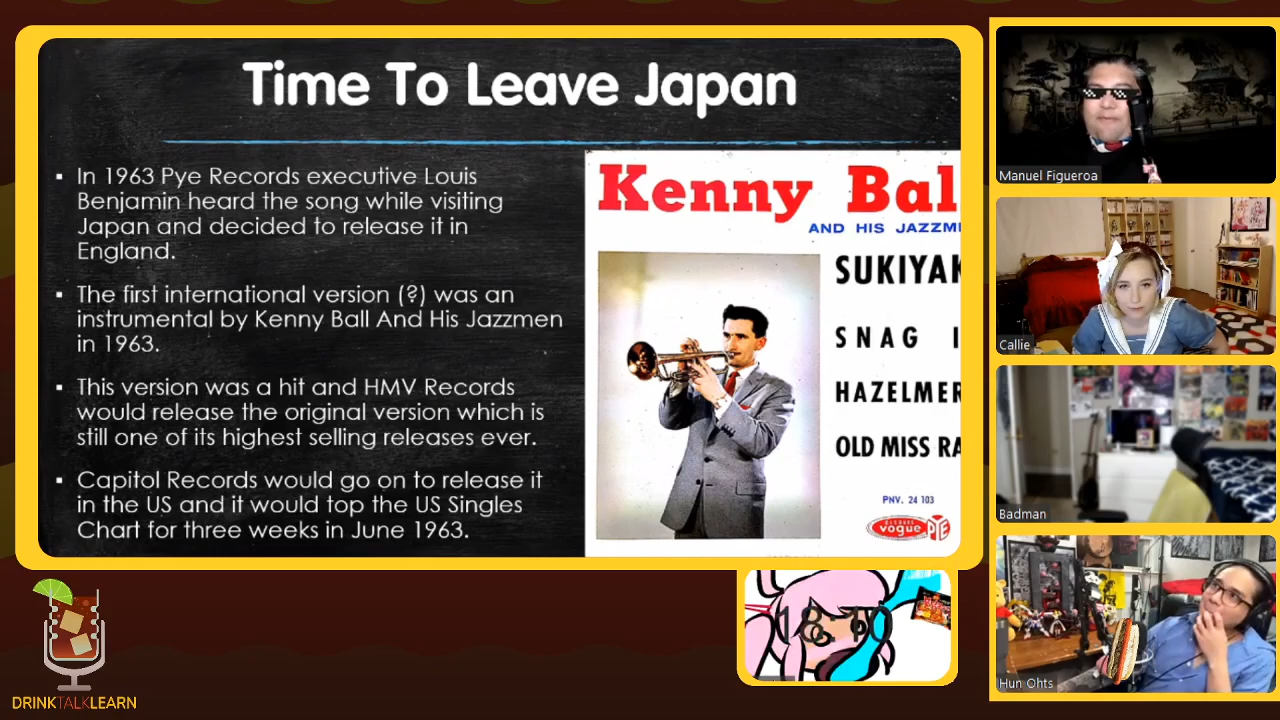 Time To Leave Japan
▪ In 1963 Pye Records executive Louis
Benjamin heard the song while visiting
Japan and decided to release it in
England.
▪ The first international version (?) was an
instrumental by Kenny Ball And His Jazzmen
in 1963.
▪ This version was a hit and HMV Records
would release the original version which is
still one of its highest selling releases ever.
▪ Capitol Records would go on to release it
in the US and it would top the US Singles
Chart for three weeks in June 1963.
Kenny Bal
AND HIS JAZZM
SUKIYAK
SNAG I
HAZELMER
OLD MISS RA
PNV. 24 103
DISQUES
vogue
PYE
Manuel Figueroa
Callie
Badman
Hun Ohts
DRINKTALKLEARN